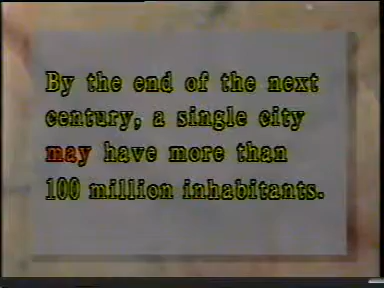 By the end of the next
century, a single city
may have more than
100 million inhabitants.